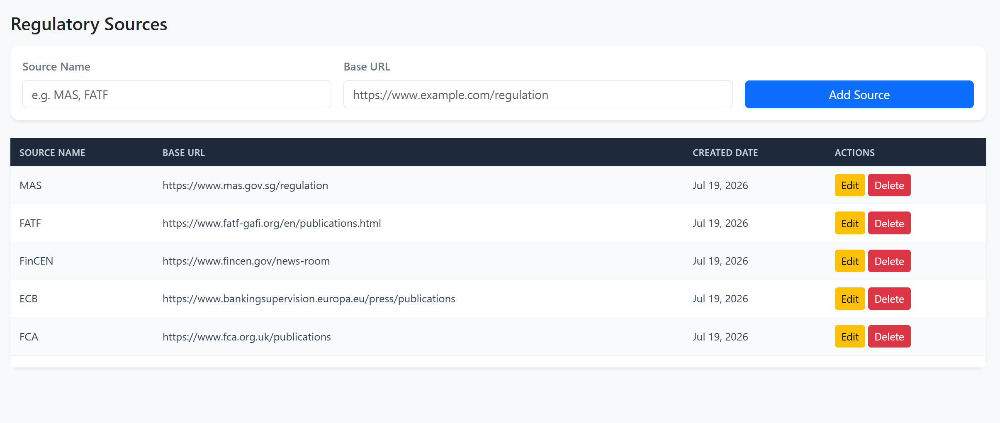 Regulatory Sources
Source Name
Base URL
e.g. MAS, FATF
https://www.example.com/regulation
Add Source
SOURCE NAME BASE URL CREATED DATE ACTIONS
MAS https://www.mas.gov.sg/regulation Jul 19, 2026 Edit Delete
FATF https://www.fatf-gafi.org/en/publications.html Jul 19, 2026 Edit Delete
FinCEN https://www.fincen.gov/news-room Jul 19, 2026 Edit Delete
ECB https://www.bankingsupervision.europa.eu/press/publications Jul 19, 2026 Edit Delete
FCA https://www.fca.org.uk/publications Jul 19, 2026 Edit Delete